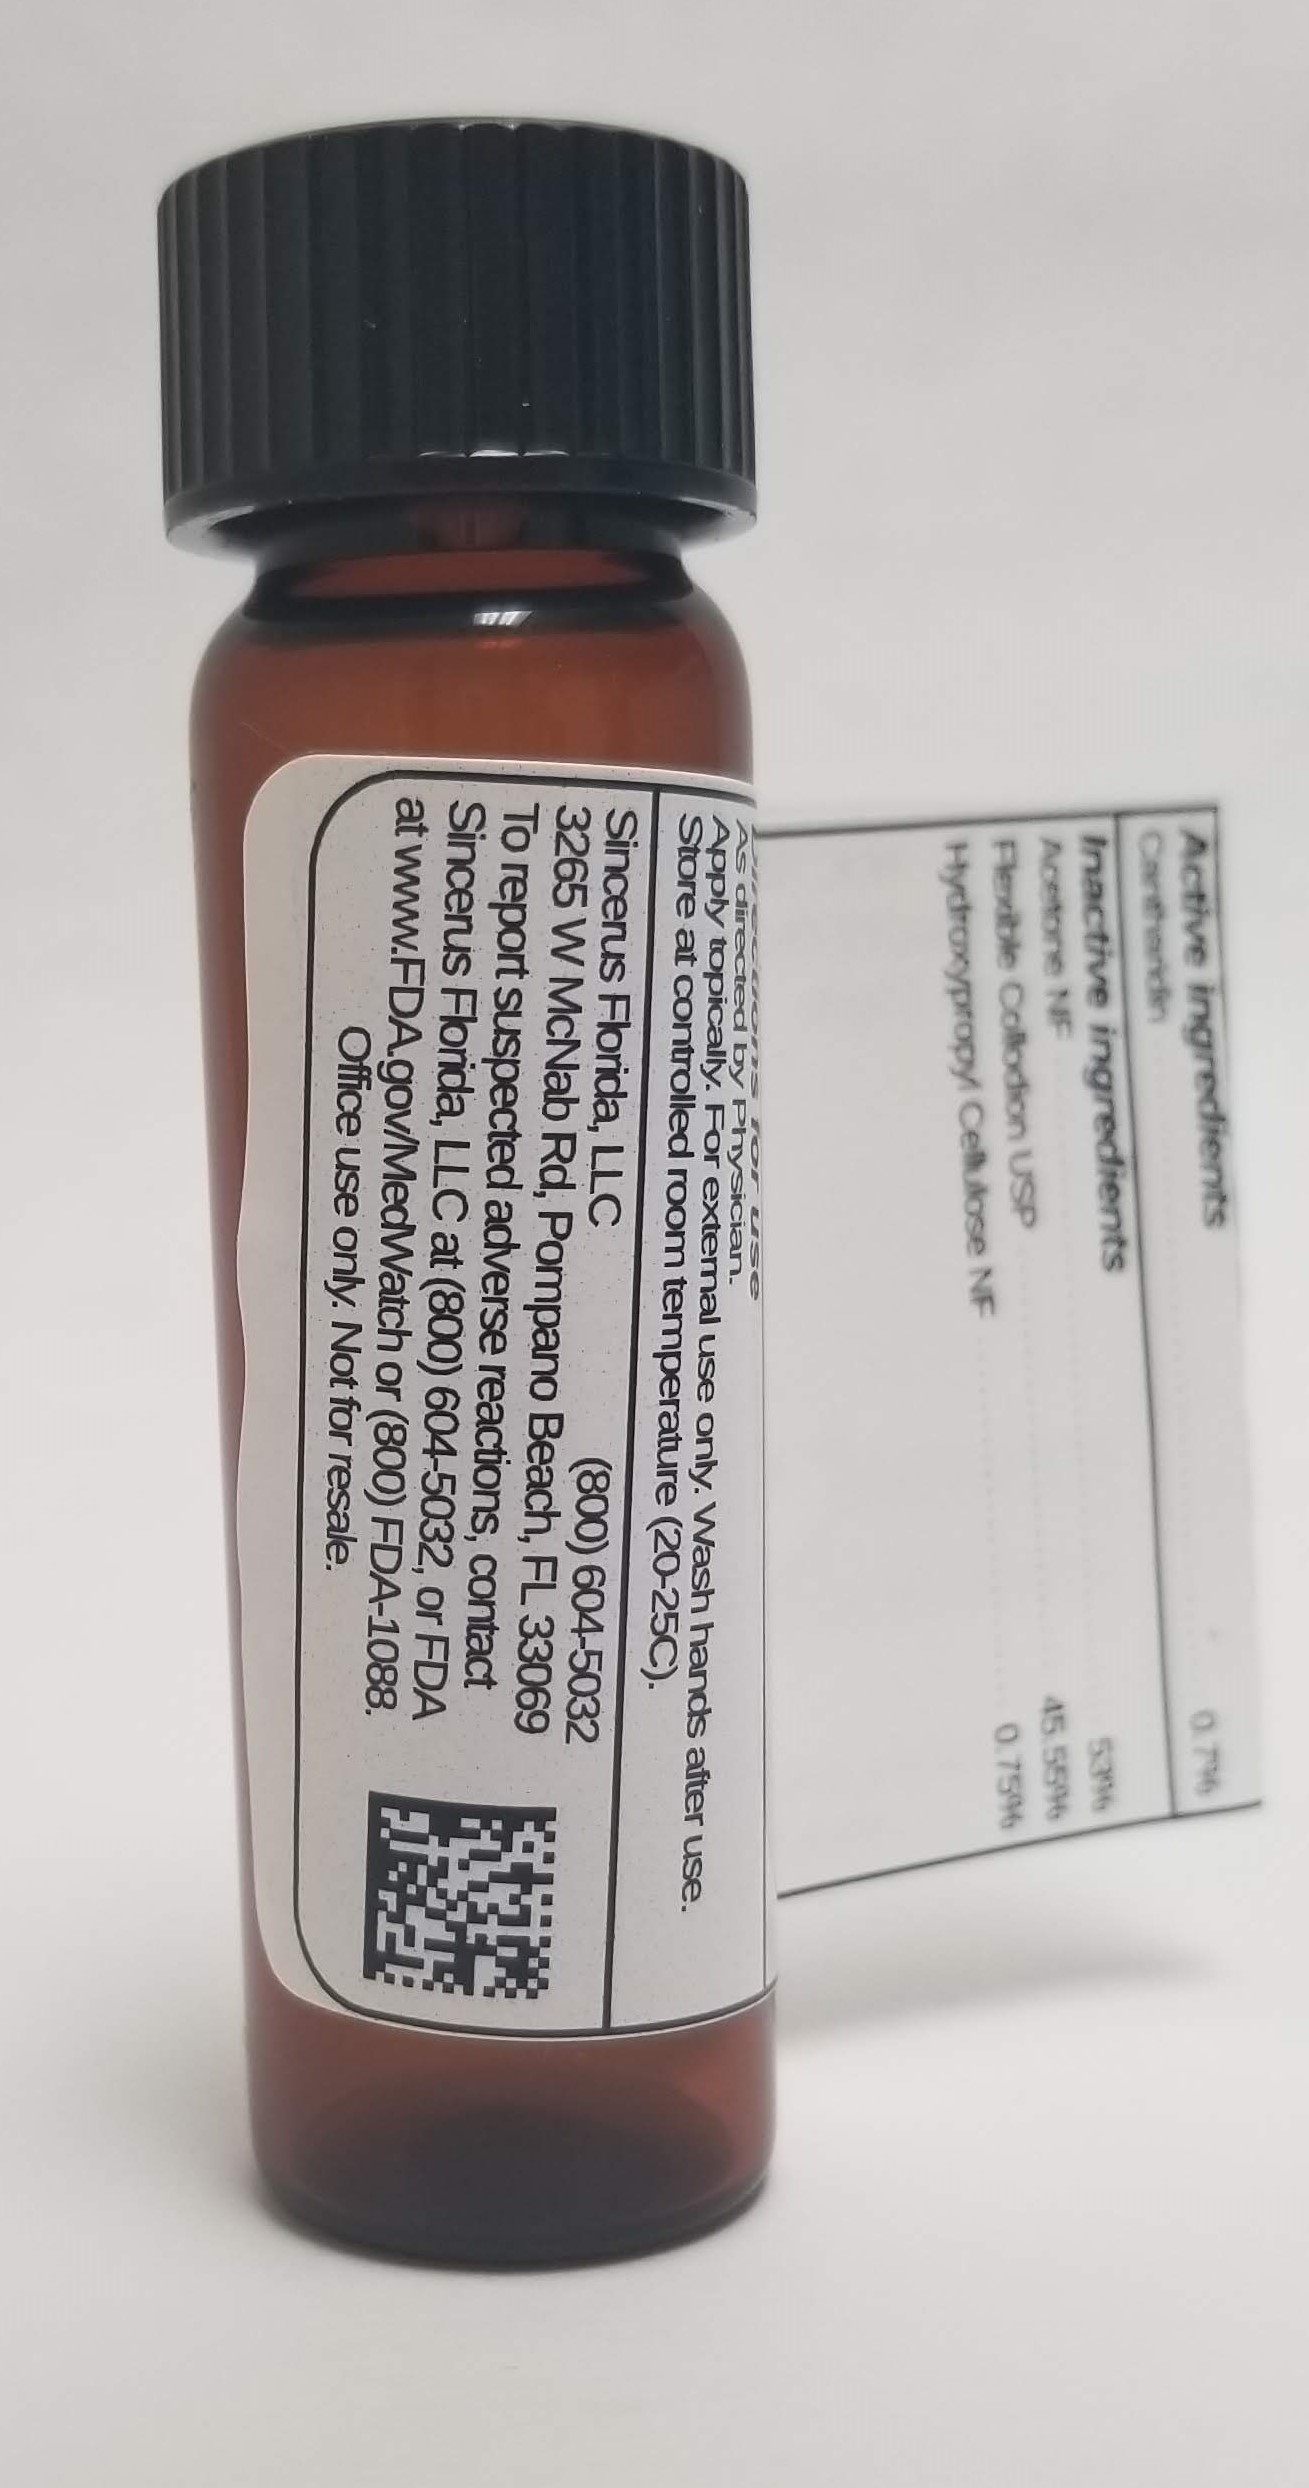 Active ingredients
Cantharidin 0.7%
Inactive ingredients
Acetone NF 53%
Flexible Collodion USP 45.55%
Hydroxypropyl Cellulose NF 0.75%
Directions for use
As directed by Physician.
Apply topically. For external use only. Wash hands after use.
Store at controlled room temperature (20-25C).
Sincerus Florida, LLC (800) 604-5032
3265 W McNab Rd, Pompano Beach, FL 33069
To report suspected adverse reactions, contact
Sincerus Florida, LLC at (800) 604-5032, or FDA
at www.FDA.gov/MedWatch or (800) FDA-1088.
Office use only. Not for resale.